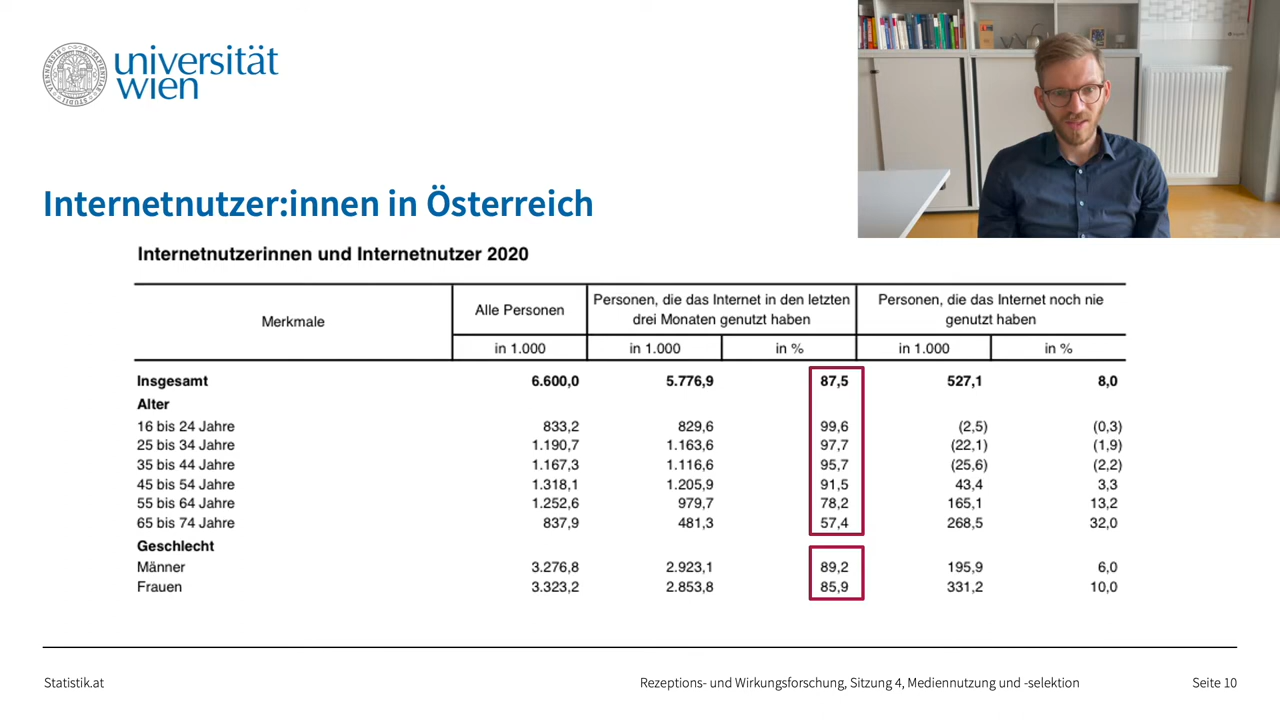 universität
wien
Internetnutzer:innen in Österreich
Internetnutzerinnen und Internetnutzer 2020
Merkmale
Alle Personen
Personen, die das Internet in den letzten
drei Monaten genutzt haben
Personen, die das Internet noch nie
genutzt haben
in 1.000 in 1.000 in % in 1.000 in %
Insgesamt 6.600,0 5.776,9 87,5 527,1 8,0
Alter
16 bis 24 Jahre 833,2 829,6 99,6 (2,5) (0,3)
25 bis 34 Jahre 1.190,7 1.163,6 97,7 (22,1) (1,9)
35 bis 44 Jahre 1.167,3 1.116,6 95,7 (25,6) (2,2)
45 bis 54 Jahre 1.318,1 1.205,9 91,5 43,4 3,3
55 bis 64 Jahre 1.252,6 979,7 78,2 165,1 13,2
65 bis 74 Jahre 837,9 481,3 57,4 268,5 32,0
Geschlecht
Männer 3.276,8 2.923,1 89,2 195,9 6,0
Frauen 3.323,2 2.853,8 85,9 331,2 10,0
Statistik.at
Rezeptions- und Wirkungsforschung, Sitzung 4, Mediennutzung und -selektion
Seite 10